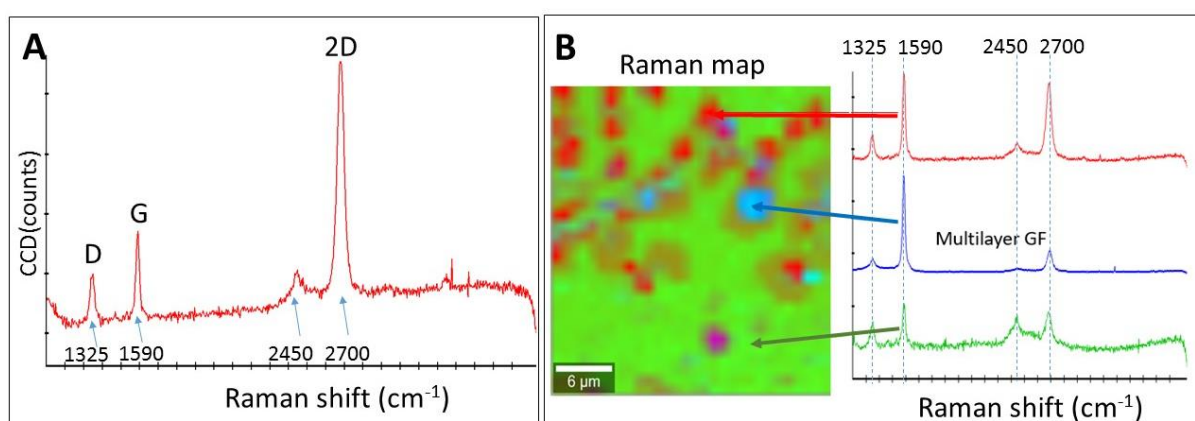 A
2D
G
D
CCD(counts)
1325 1590 2450 2700
Raman shift (cm-1)
B
Raman map
1325 1590 2450 2700
Multilayer GF
6 µm
Raman shift (cm-1)